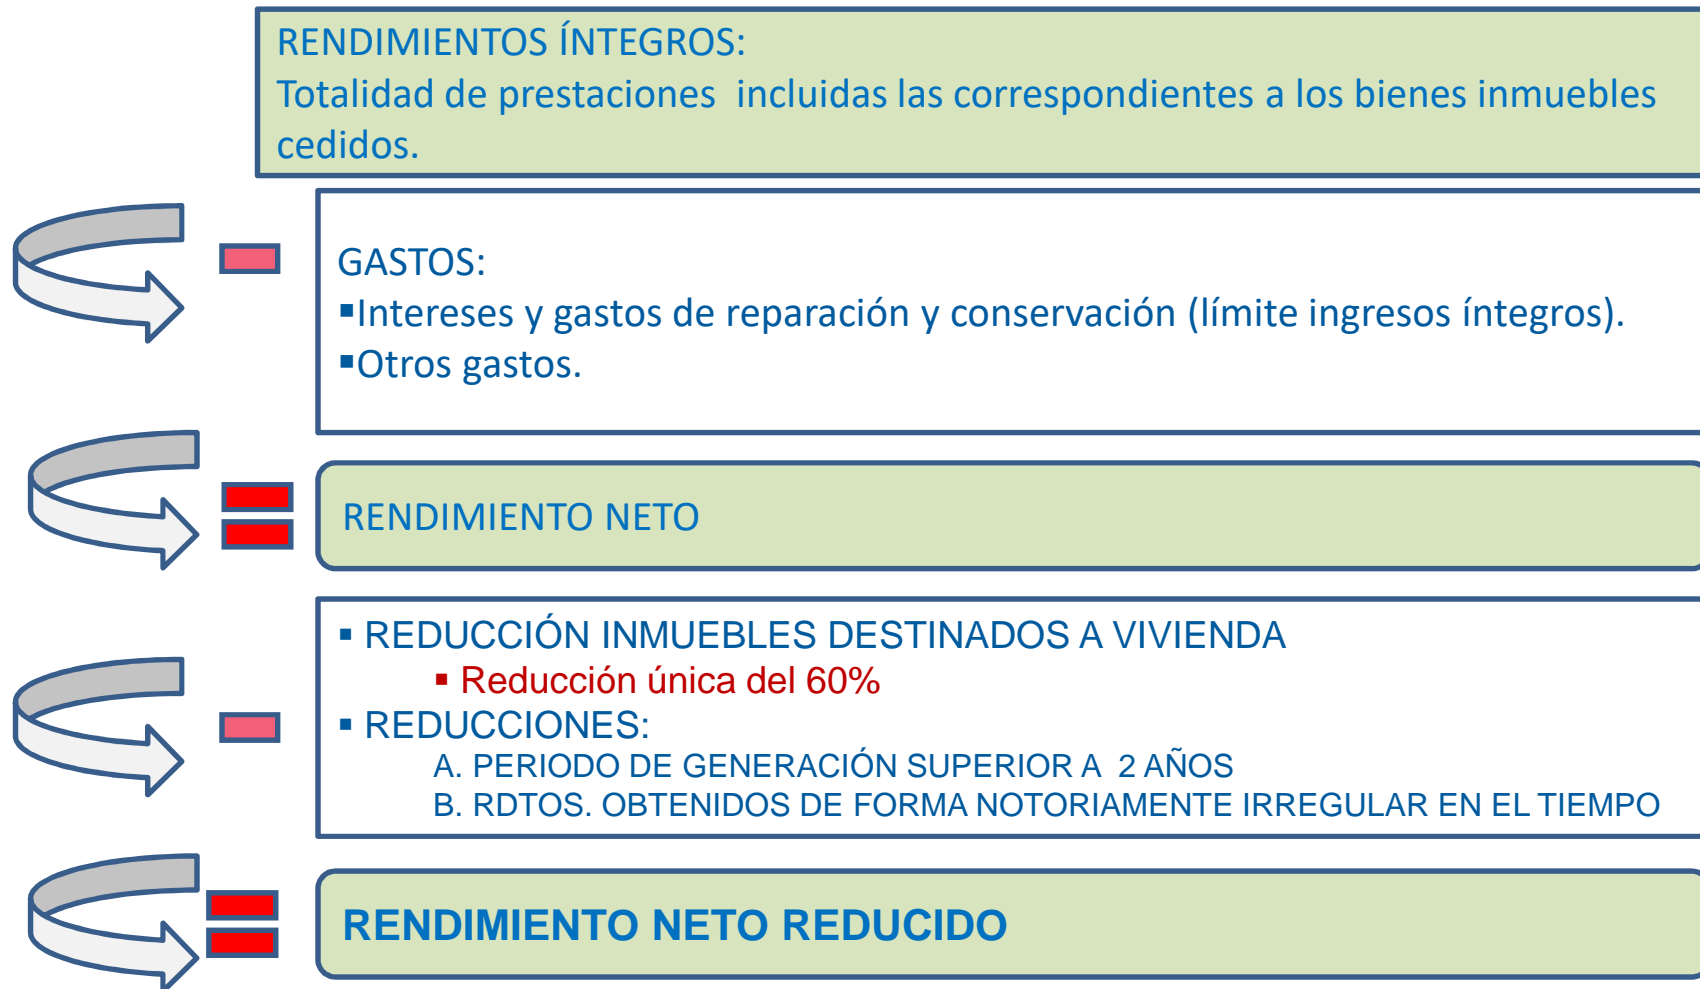 RENDIMIENTOS ÍNTEGROS:
Totalidad de prestaciones incluidas las correspondientes a los bienes inmuebles
cedidos.
GASTOS:
▪Intereses y gastos de reparación y conservación (límite ingresos íntegros).
▪Otros gastos.
RENDIMIENTO NETO
▪ REDUCCIÓN INMUEBLES DESTINADOS A VIVIENDA
▪ Reducción única del 60%
▪ REDUCCIONES:
A. PERIODO DE GENERACIÓN SUPERIOR A 2 AÑOS
B. RDTOS. OBTENIDOS DE FORMA NOTORIAMENTE IRREGULAR EN EL TIEMPO
RENDIMIENTO NETO REDUCIDO